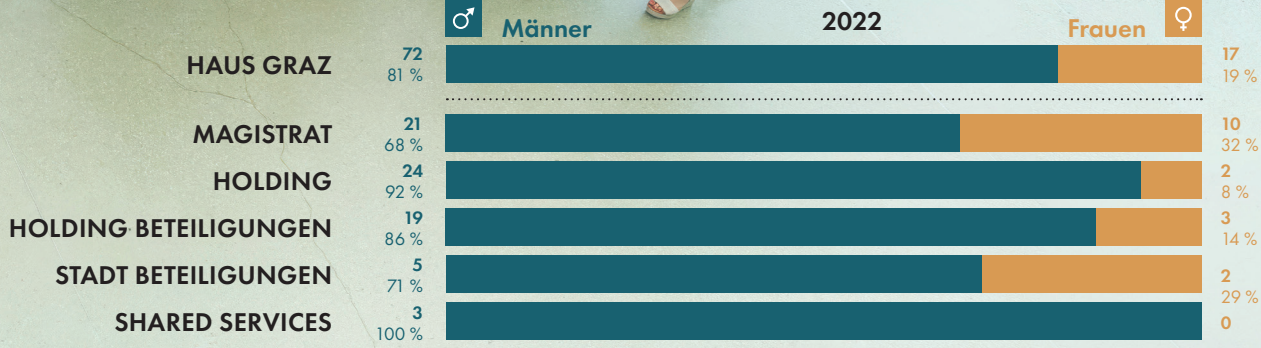 ♂ Männer 2022 Frauen ♀
HAUS GRAZ 72 17
81 % 19 %
MAGISTRAT 21 10
68 % 32 %
HOLDING 24 2
92 % 8 %
HOLDING BETEILIGUNGEN 19 3
86 % 14 %
STADT BETEILIGUNGEN 5 2
71 % 29 %
SHARED SERVICES 3 0
100 %